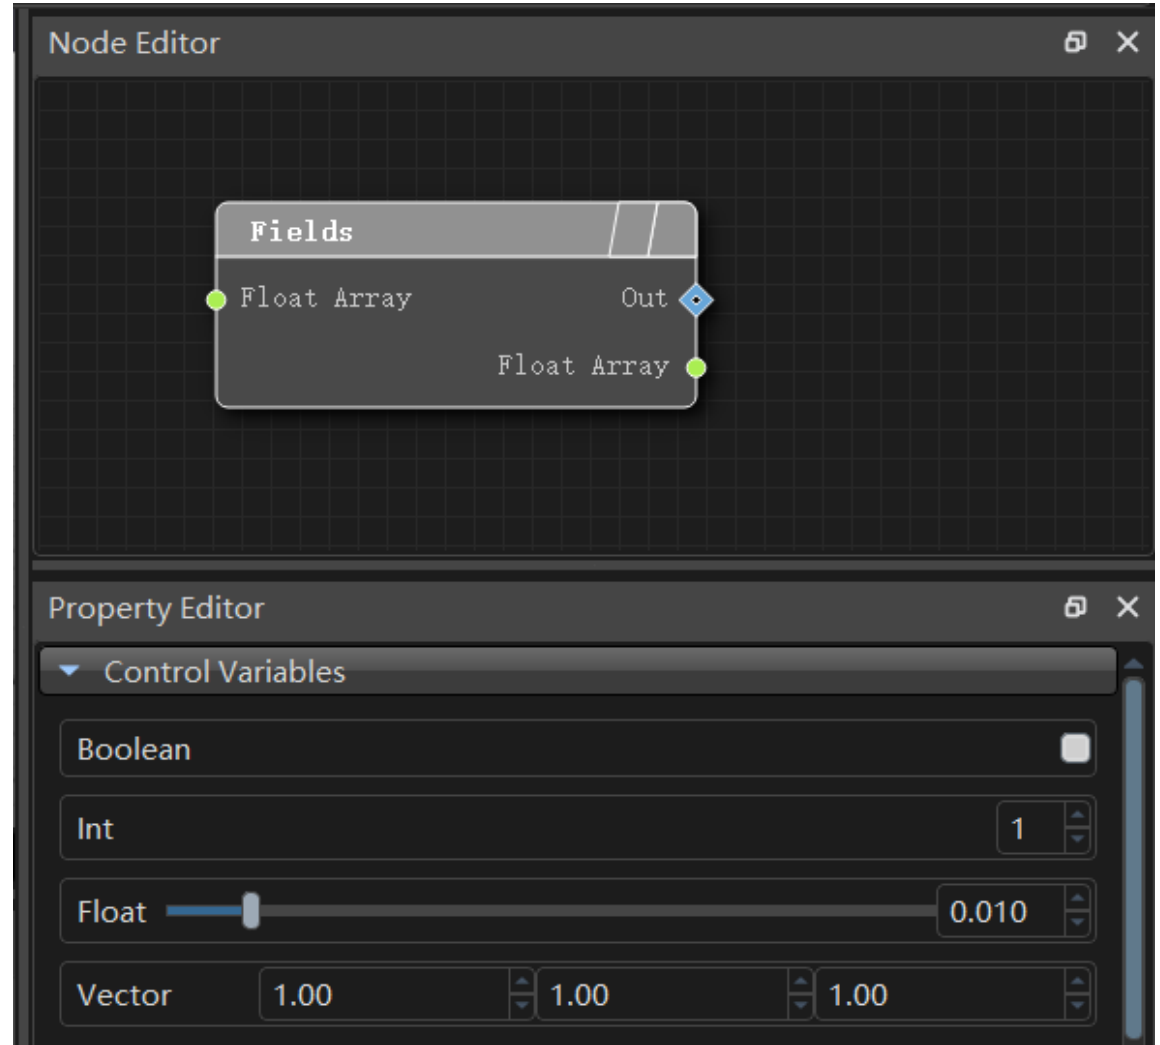 Node Editor
Fields
Float Array Out
Float Array
Property Editor
Control Variables
Boolean
Int 1
Float 0.010
Vector 1.00 1.00 1.00